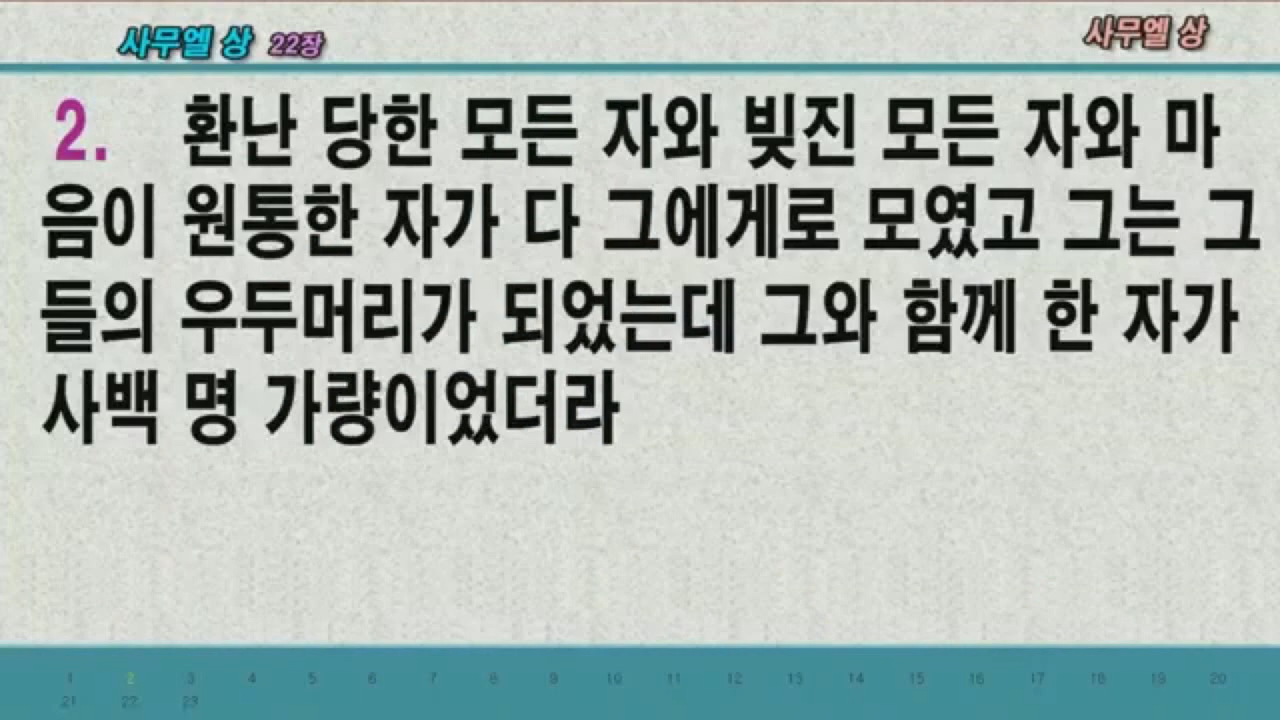 사무엘 상 22장 사무엘 상
2. 환난 당한 모든 자와 빚진 모든 자와 마
음이 원통한 자가 다 그에게로 모였고 그는 그
들의 우두머리가 되었는데 그와 함께 한 자가
사백 명 가량이었더라
1 2 3 4 5 6 7 8 9 10 11 12 13 14 15 16 17 18 19 20
21 22 23